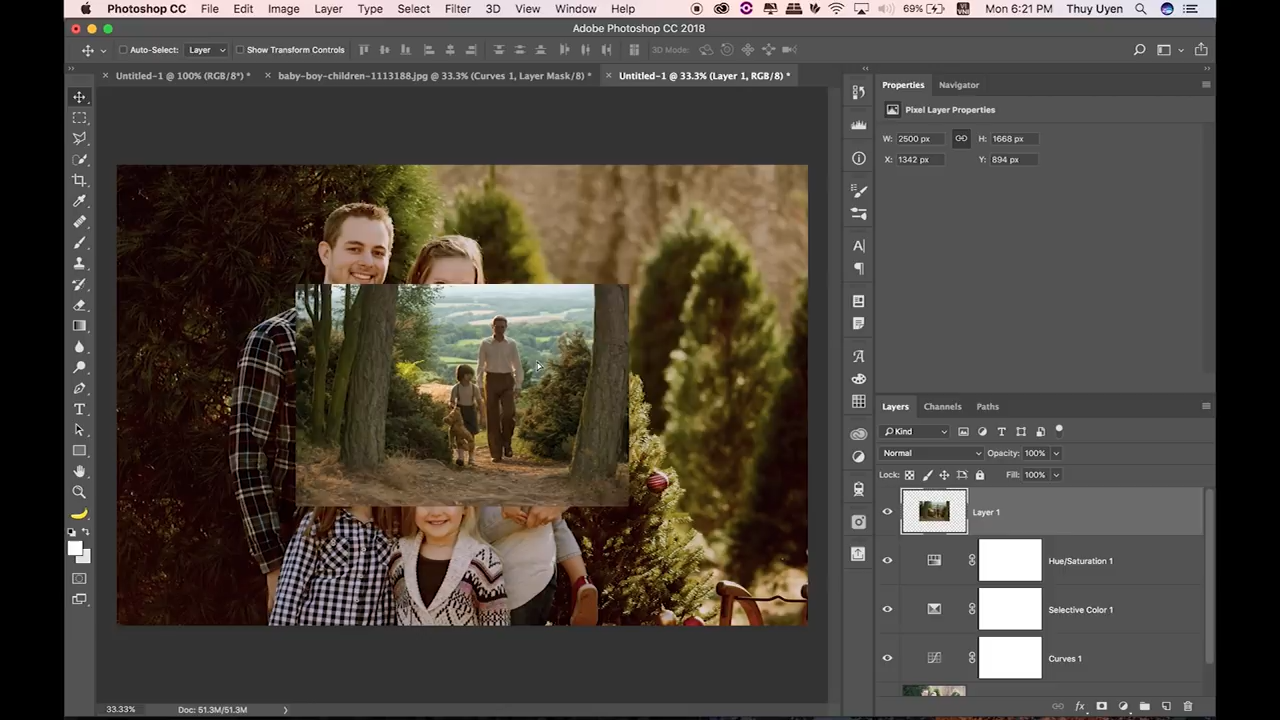 Photoshop CC File Edit Image Layer Type Select Filter 3D View Window Help 69% Mon 6:21 PM Thuy Uyen
Adobe Photoshop CC 2018
Auto-Select: Layer Show Transform Controls 3D Mode:
Untitled-1 @ 100% (RGB/8*) * baby-boy-children-1113188.jpg @ 33.3% (Curves 1, Layer Mask/8) * Untitled-1 @ 33.3% (Layer 1, RGB/8) *
Properties Navigator
Pixel Layer Properties
W: 2500 px H: 1668 px
X: 1342 px Y: 894 px
Layers Channels Paths
Kind
Normal Opacity: 100%
Lock: Fill: 100%
Layer 1
Hue/Saturation 1
Selective Color 1
Curves 1
33.33% Doc: 51.3M/51.3M